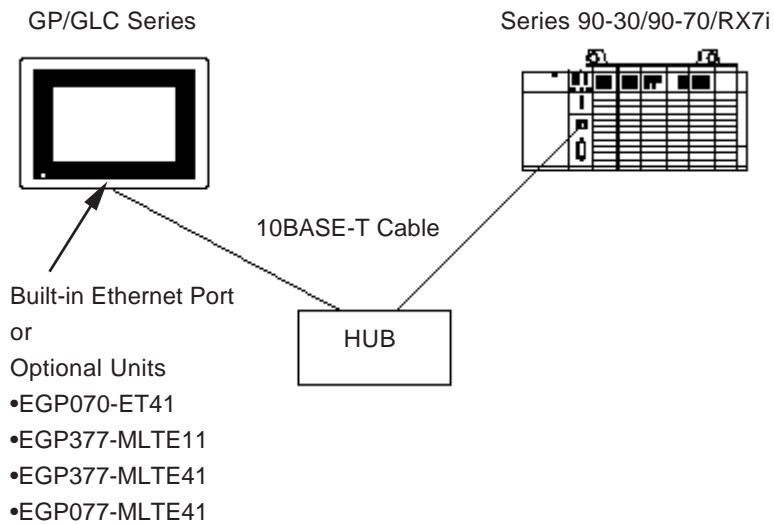 GP/GLC Series
Series 90-30/90-70/RX7i
10BASE-T Cable
HUB
Built-in Ethernet Port
or
Optional Units
•EGP070-ET41
•EGP377-MLTE11
•EGP377-MLTE41
•EGP077-MLTE41